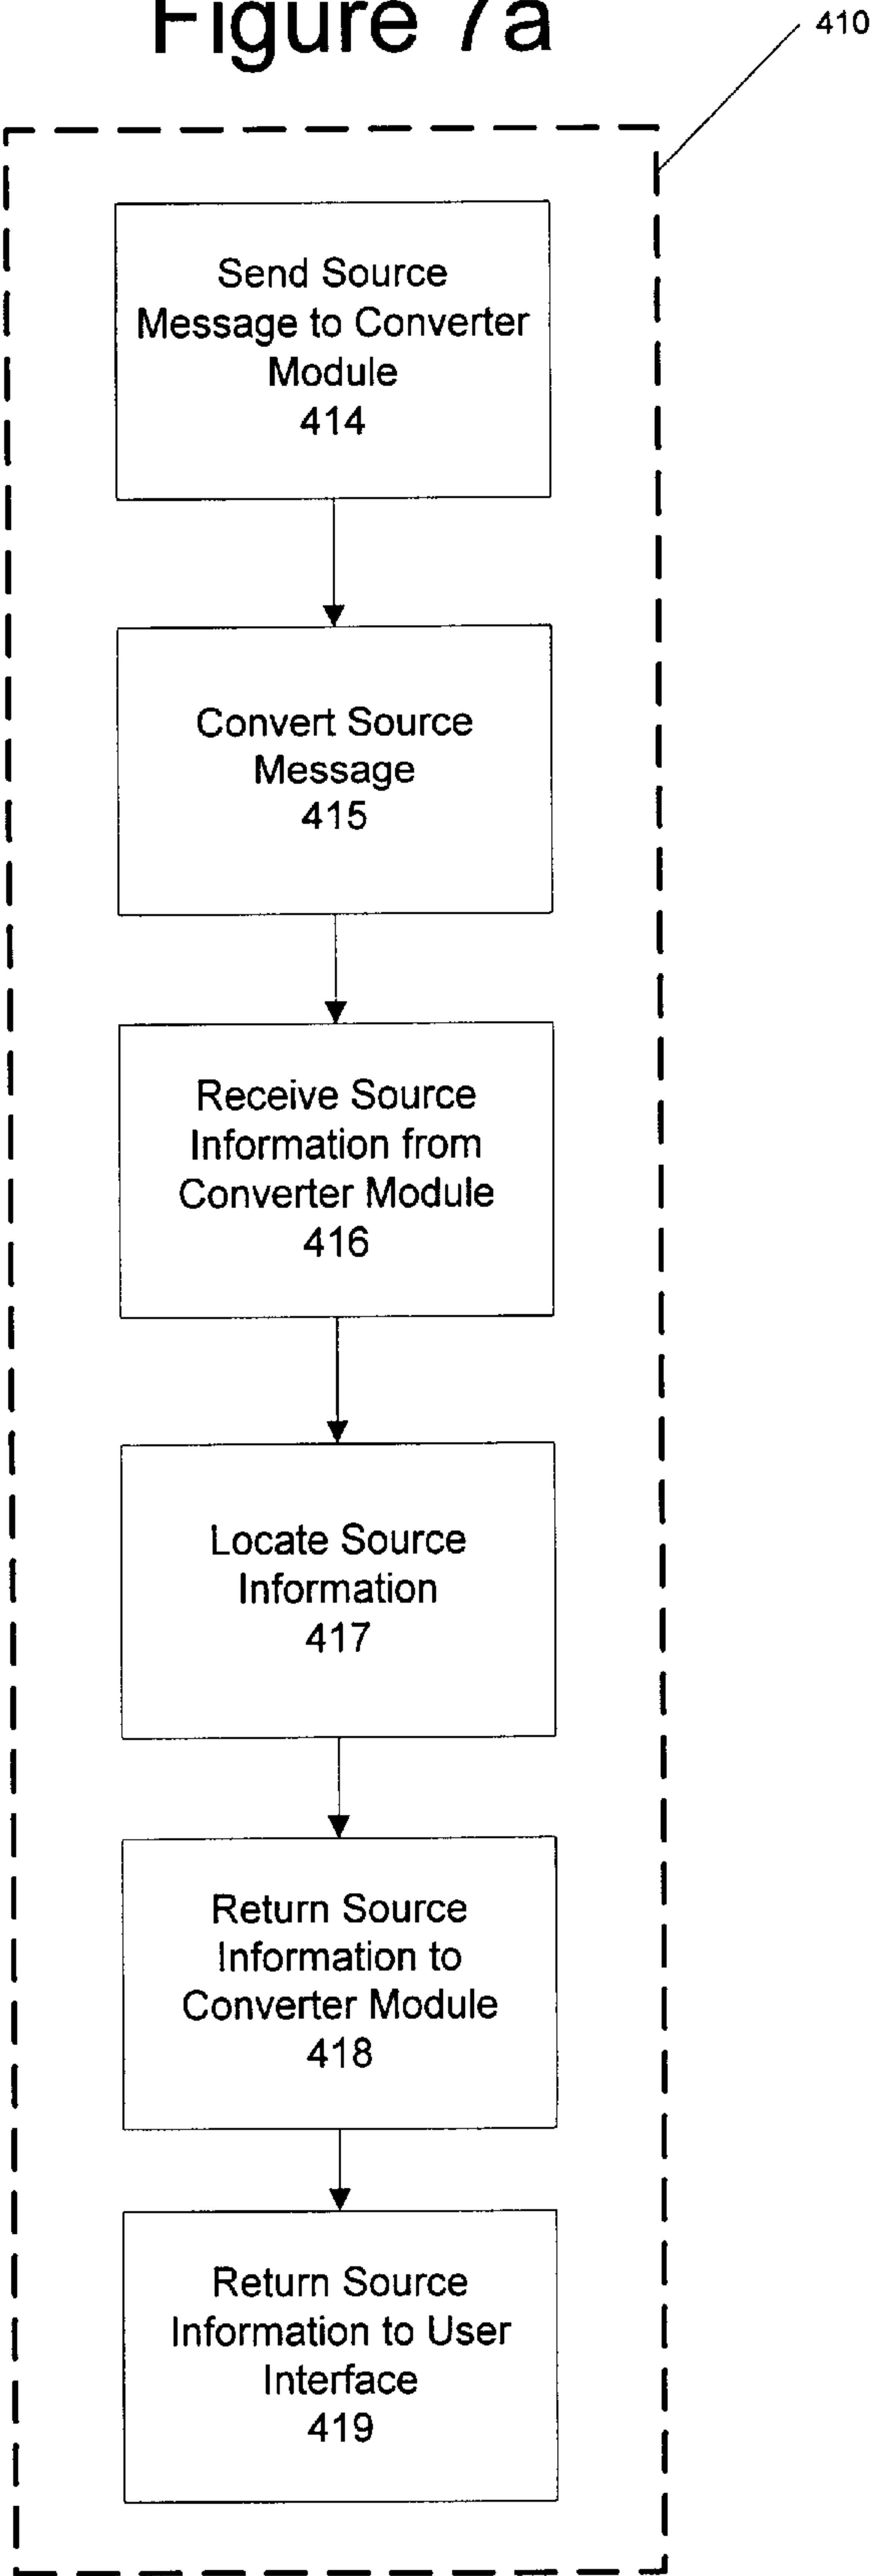 Figure 7a
410
Send Source
Message to Converter
Module
414
Convert Source
Message
415
Receive Source
Information from
Converter Module
416
Locate Source
Information
417
Return Source
Information to
Converter Module
418
Return Source
Information to User
Interface
419